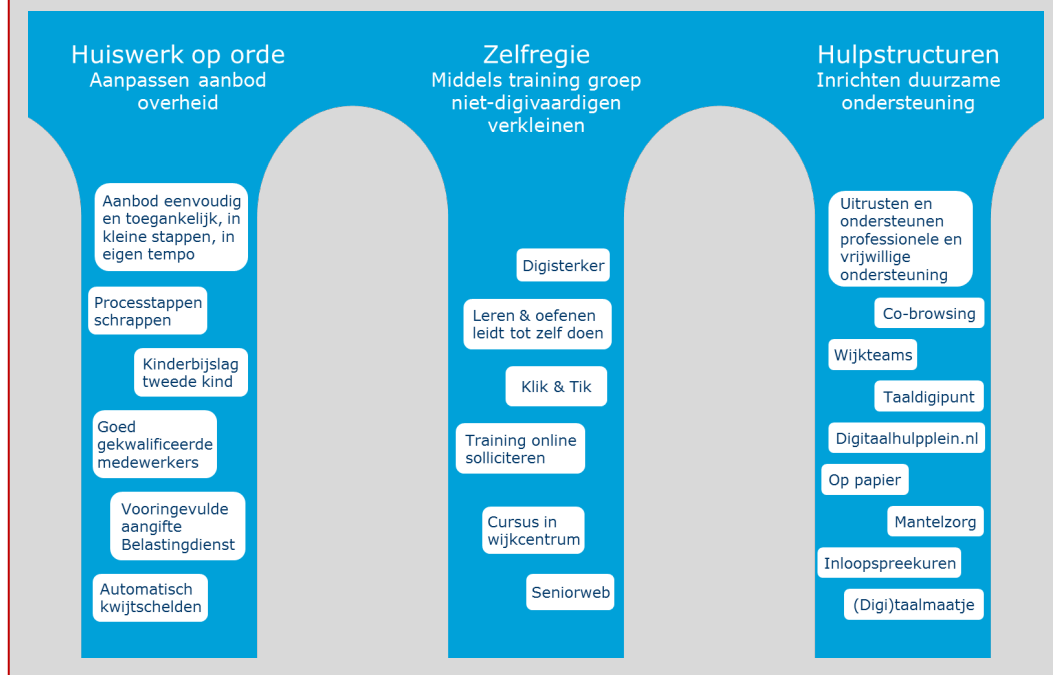 Huiswerk op orde
Aanpassen aanbod
overheid
Aanbod eenvoudig
en toegankelijk, in
kleine stappen, in
eigen tempo
Processtappen
schrappen
Kinderbijslag
tweede kind
Goed
gekwalificeerde
medewerkers
Vooringevulde
aangifte
Belastingdienst
Automatisch
kwijtschelden
Zelfregie
Middels training groep
niet-digivaardigen
verkleinen
Digisterker
Leren & oefenen
leidt tot zelf doen
Klik & Tik
Training online
solliciteren
Cursus in
wijkcentrum
Seniorweb
Hulpstructuren
Inrichten duurzame
ondersteuning
Uitrusten en
ondersteunen
professionele en
vrijwillige
ondersteuning
Co-browsing
Wijkteams
Taaldigipunt
Digitaalhulpplein.nl
Op papier
Mantelzorg
Inloopspreekuren
(Digi)taalmaatje